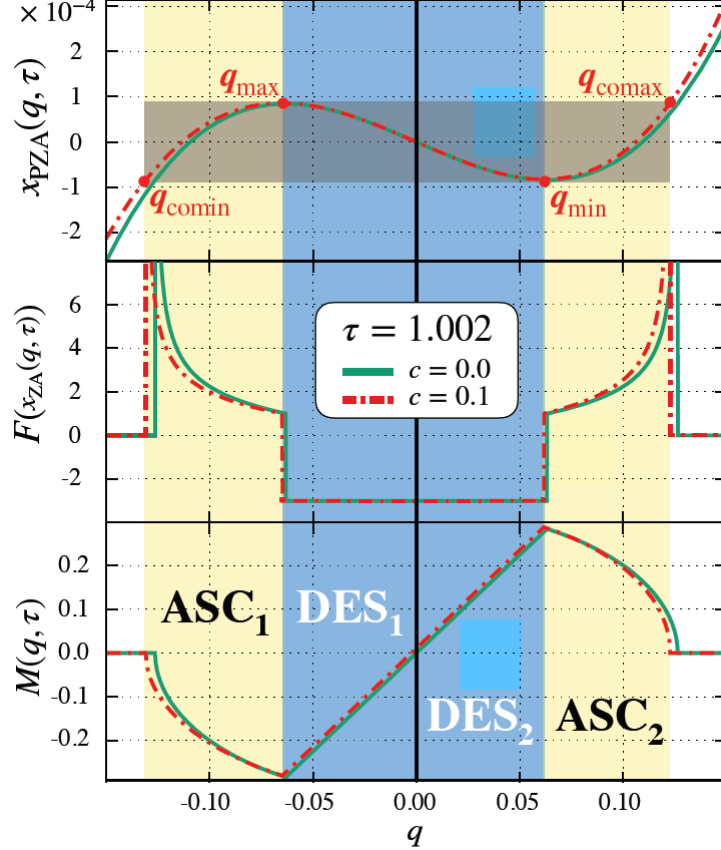 × 10⁻⁴
x_PZA(q, τ)
2
1
0
-1
-2
q_max
q_comax
q_comin
q_min
F(x_ZA(q, τ))
6
4
2
0
-2
τ = 1.002
c = 0.0
c = 0.1
M(q, τ)
0.2
0.1
0.0
-0.1
-0.2
ASC₁ DES₁
DES₂ ASC₂
-0.10 -0.05 0.00 0.05 0.10
q